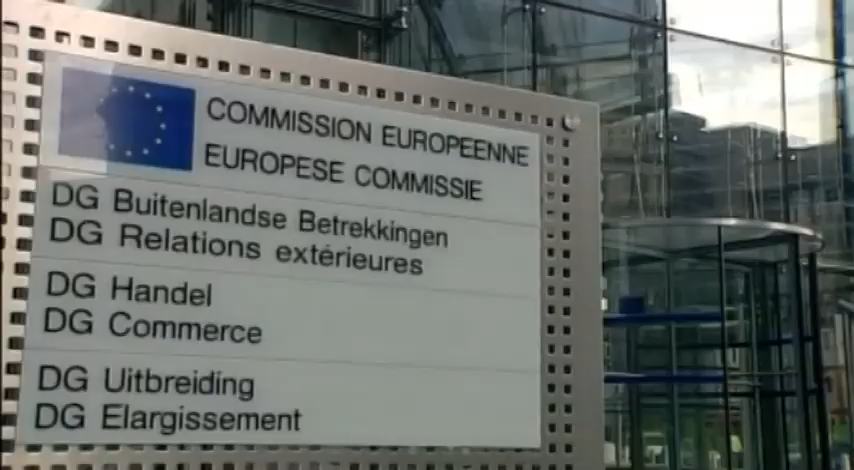 COMMISSION EUROPEENNE
EUROPESE COMMISSIE
DG Buitenlandse Betrekkingen
DG Relations extérieures
DG Handel
DG Commerce
DG Uitbreiding
DG Elargissement